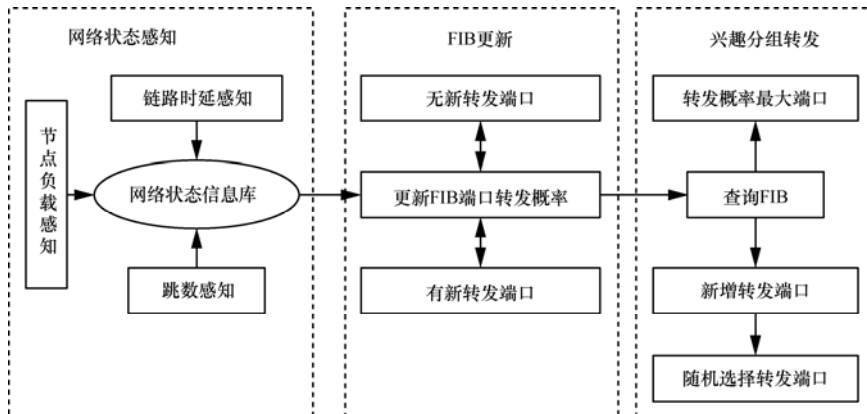 网络状态感知
链路时延感知
节点负载感知
网络状态信息库
跳数感知
FIB更新
无新转发端口
更新FIB端口转发概率
有新转发端口
兴趣分组转发
转发概率最大端口
查询FIB
新增转发端口
随机选择转发端口